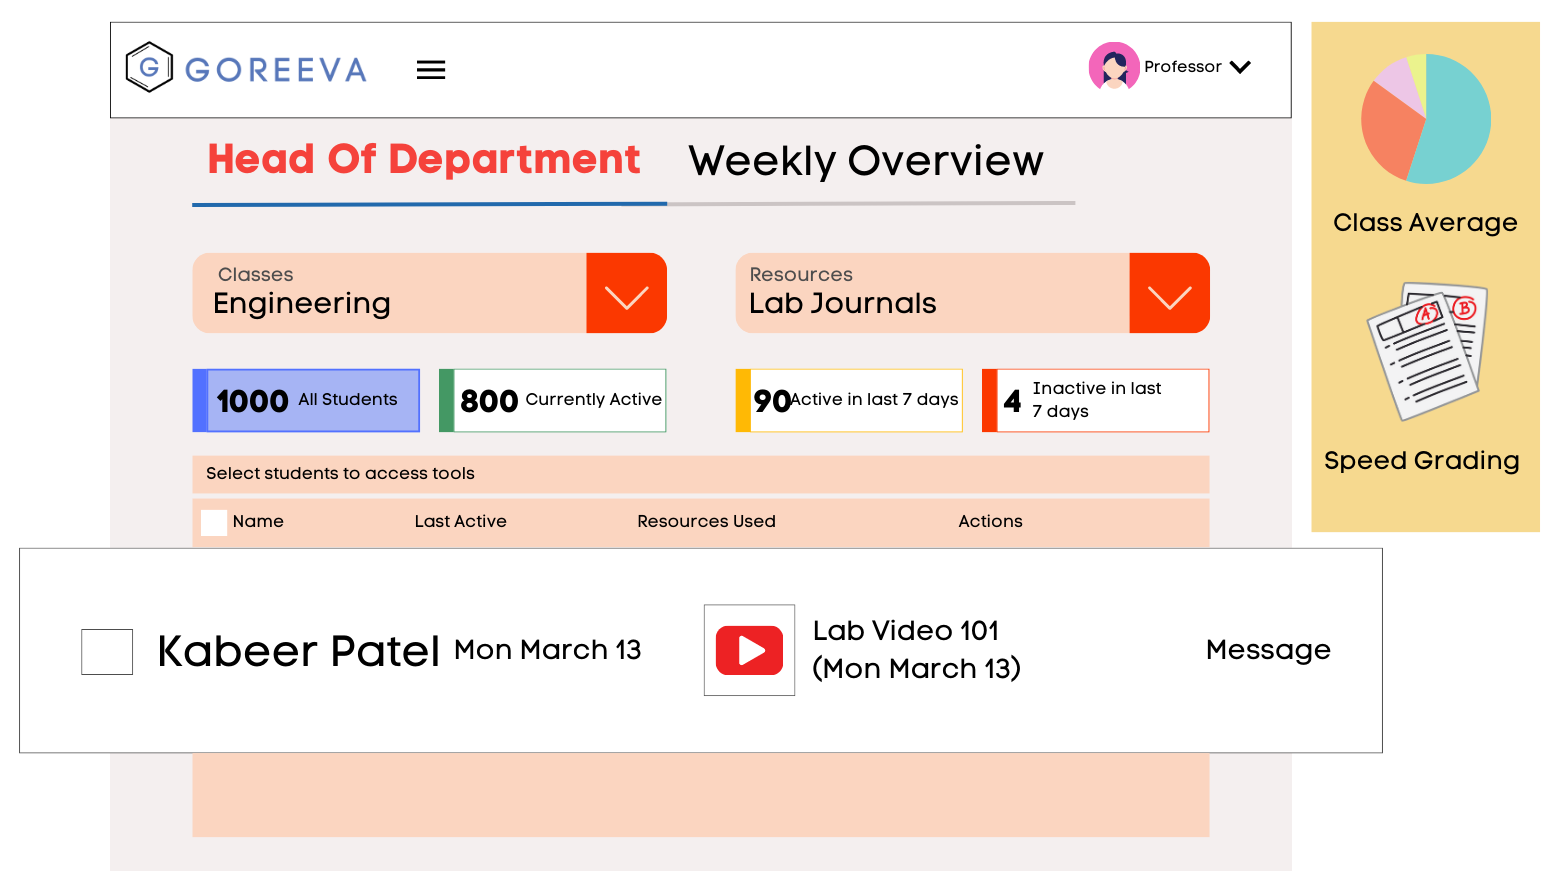 G GOREEVA
Professor
Head Of Department
Weekly Overview
Classes
Engineering
Resources
Lab Journals
1000 All Students
800 Currently Active
90 Active in last 7 days
4 Inactive in last
7 days
Select students to access tools
Name Last Active Resources Used Actions
Kabeer Patel Mon March 13
Lab Video 101
(Mon March 13)
Message
Class Average
A B
Speed Grading